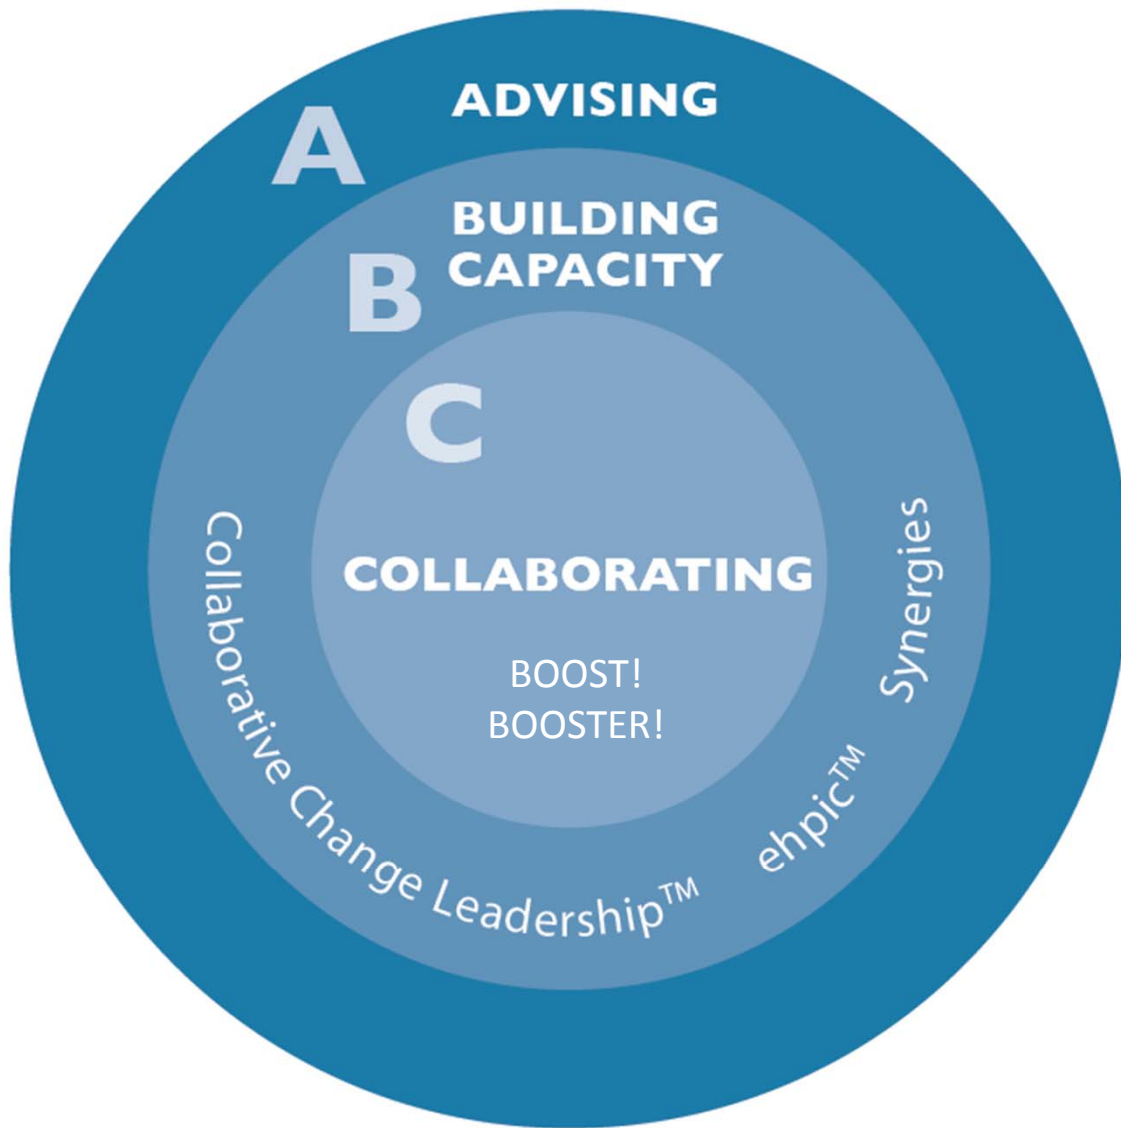 A
ADVISING
B
BUILDING
CAPACITY
C
COLLABORATING
BOOST!
BOOSTER!
Collaborative Change Leadership™
ehpic™
Synergies